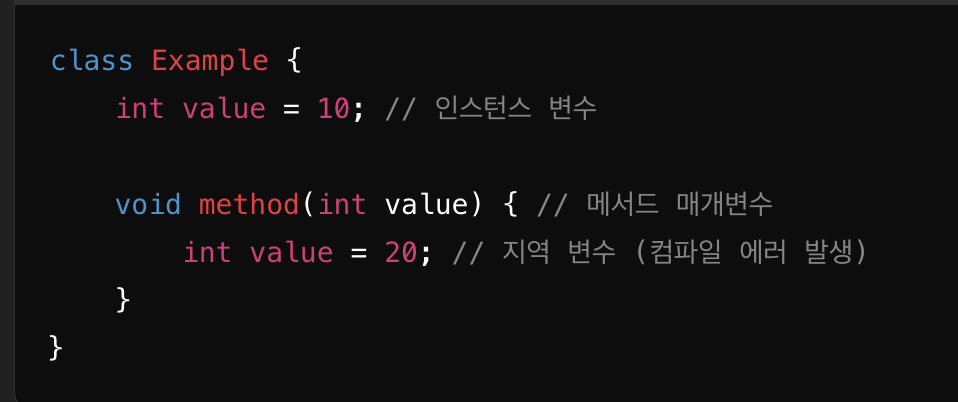 class Example {
    int value = 10; // 인스턴스 변수
    void method(int value) { // 메서드 매개변수
        int value = 20; // 지역 변수 (컴파일 에러 발생)
    }
}